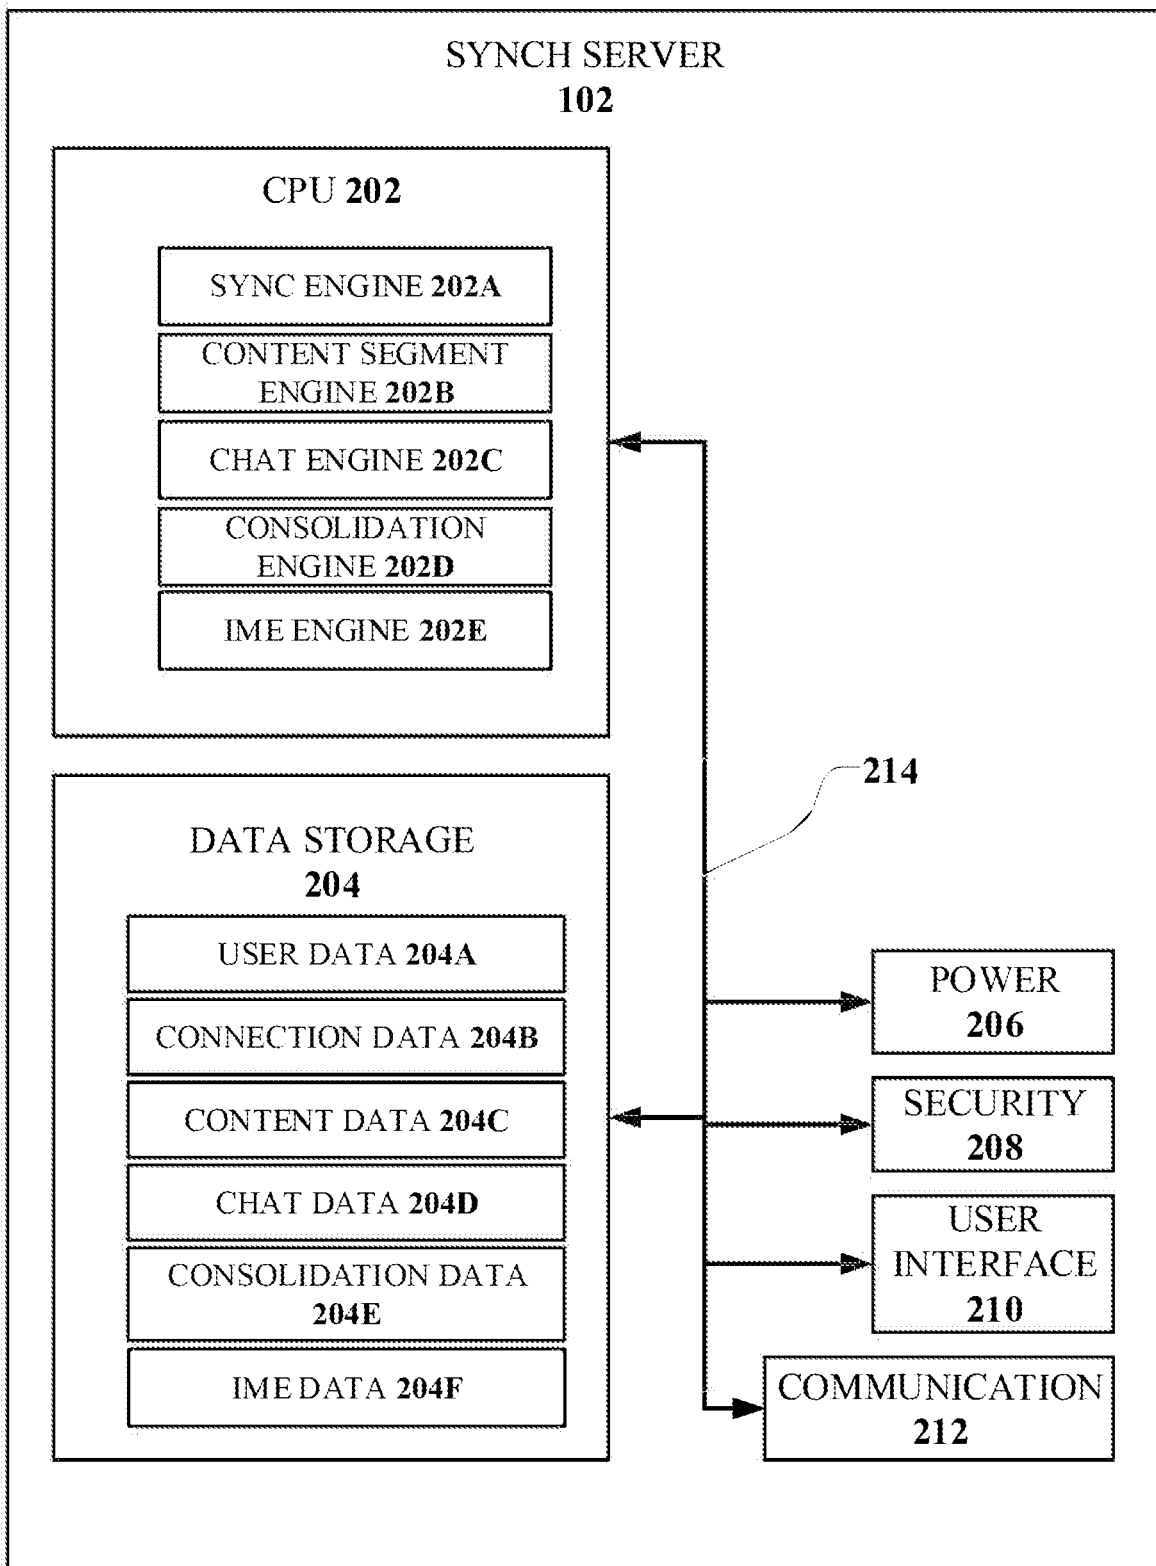 SYNCH SERVER
102
CPU 202
SYNC ENGINE 202A
CONTENT SEGMENT
ENGINE 202B
CHAT ENGINE 202C
CONSOLIDATION
ENGINE 202D
IME ENGINE 202E
214
DATA STORAGE
204
USER DATA 204A
CONNECTION DATA 204B
CONTENT DATA 204C
CHAT DATA 204D
CONSOLIDATION DATA
204E
IME DATA 204F
POWER
206
SECURITY
208
USER
INTERFACE
210
COMMUNICATION
212